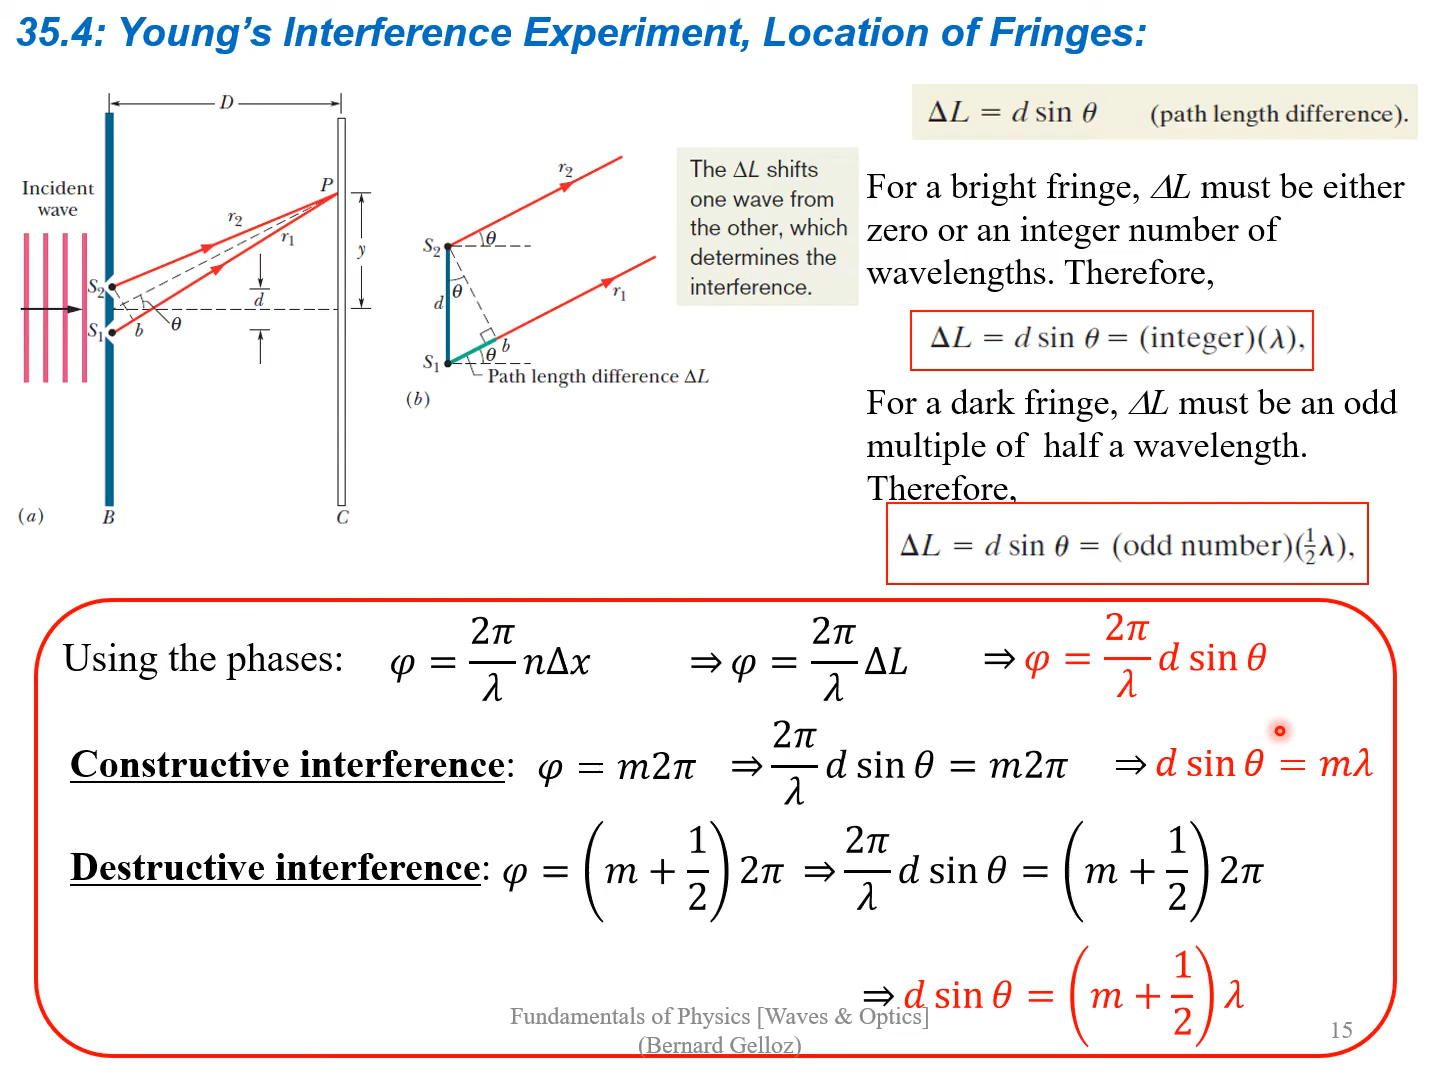 35.4: Young's Interference Experiment, Location of Fringes:
D
Incident
wave
P
r₂
r₁
y
S₂
d
S₁
b
θ
(a)
B
C
r₂
S₂
θ
θ
d
r₁
b
S₁
θ
Path length difference ΔL
(b)
The ΔL shifts
one wave from
the other, which
determines the
interference.
ΔL = d sin θ (path length difference).
For a bright fringe, ΔL must be either
zero or an integer number of
wavelengths. Therefore,
ΔL = d sin θ = (integer)(λ),
For a dark fringe, ΔL must be an odd
multiple of half a wavelength.
Therefore,
ΔL = d sin θ = (odd number)(½λ),
Using the phases: φ = 2π/λ nΔx ⇒ φ = 2π/λ ΔL ⇒ φ = 2π/λ d sin θ
Constructive interference: φ = m2π ⇒ 2π/λ d sin θ = m2π ⇒ d sin θ = mλ
Destructive interference: φ = (m + 1/2) 2π ⇒ 2π/λ d sin θ = (m + 1/2) 2π
⇒ d sin θ = (m + 1/2) λ
Fundamentals of Physics [Waves & Optics]
(Bernard Gelloz)
15